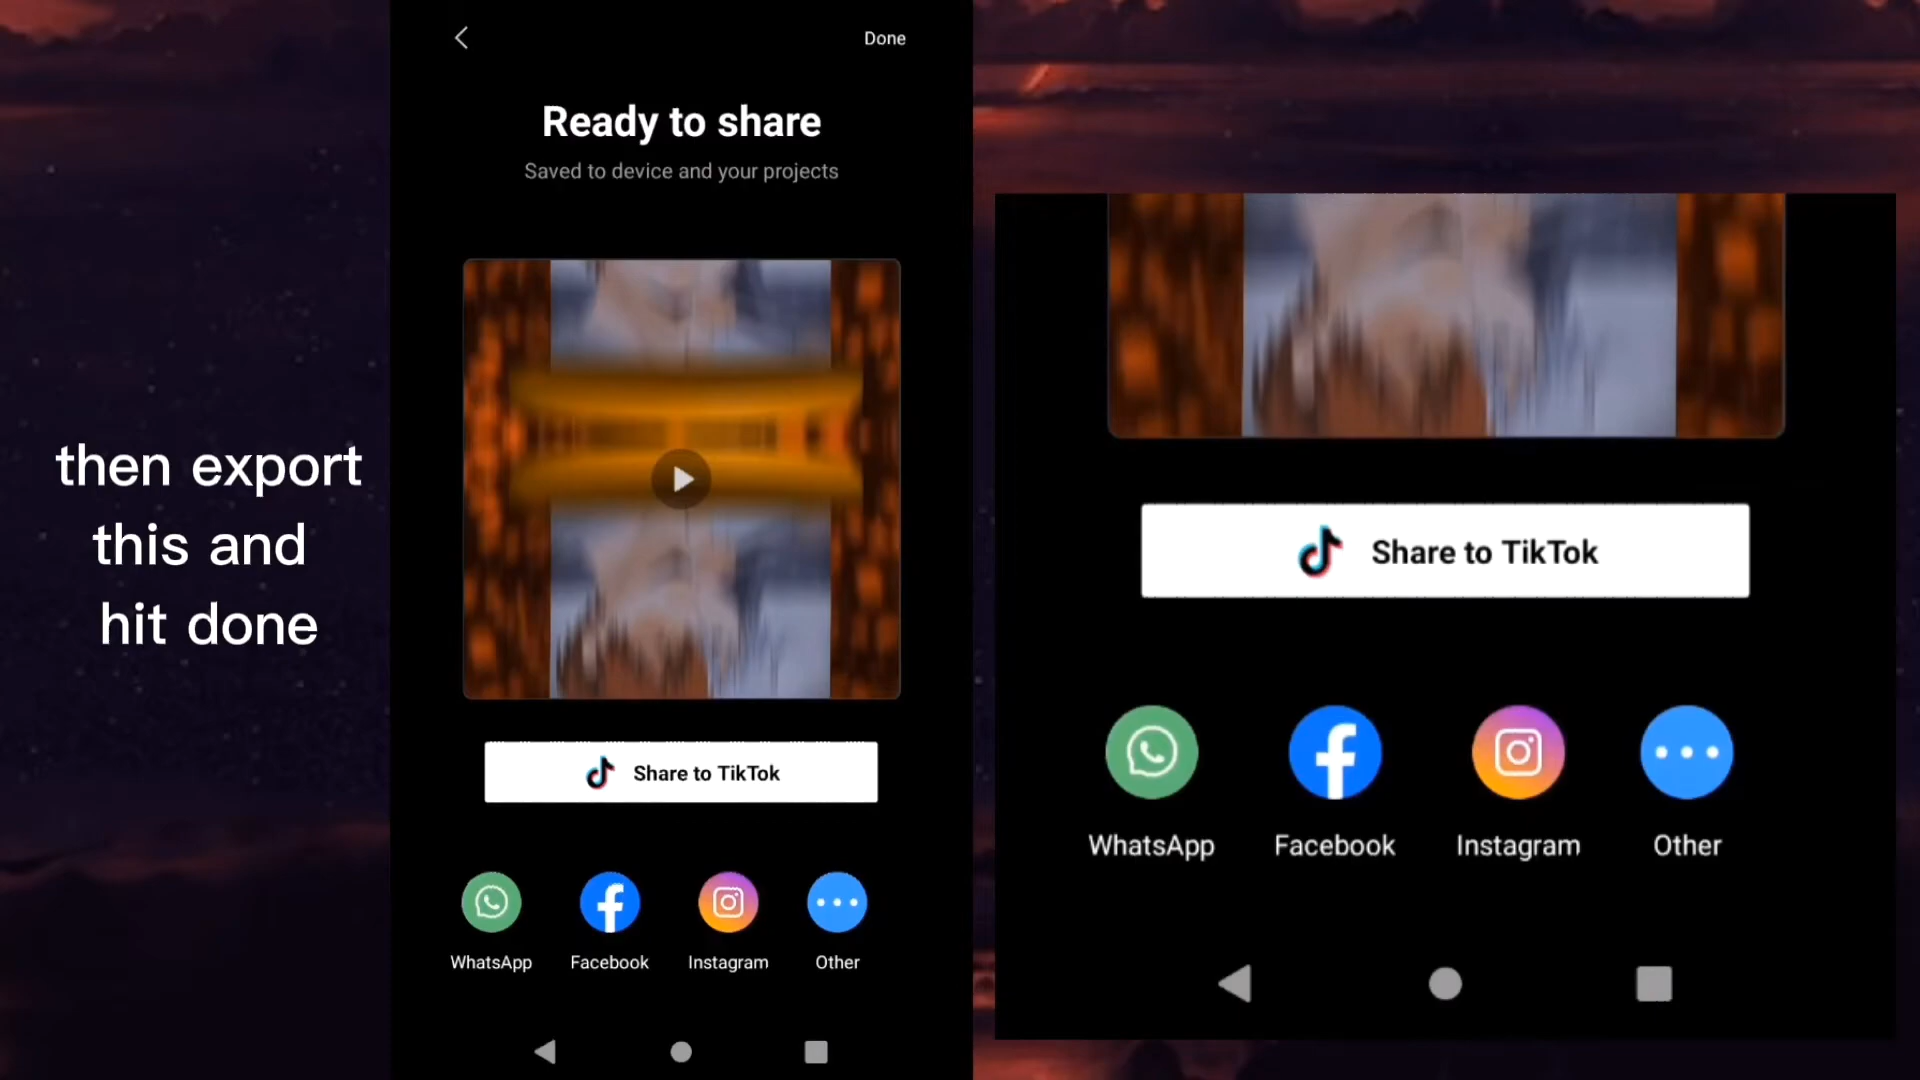 then export
this and
hit done
Done
Ready to share
Saved to device and your projects
Share to TikTok
WhatsApp
Facebook
Instagram
Other
Share to TikTok
WhatsApp
Facebook
Instagram
Other